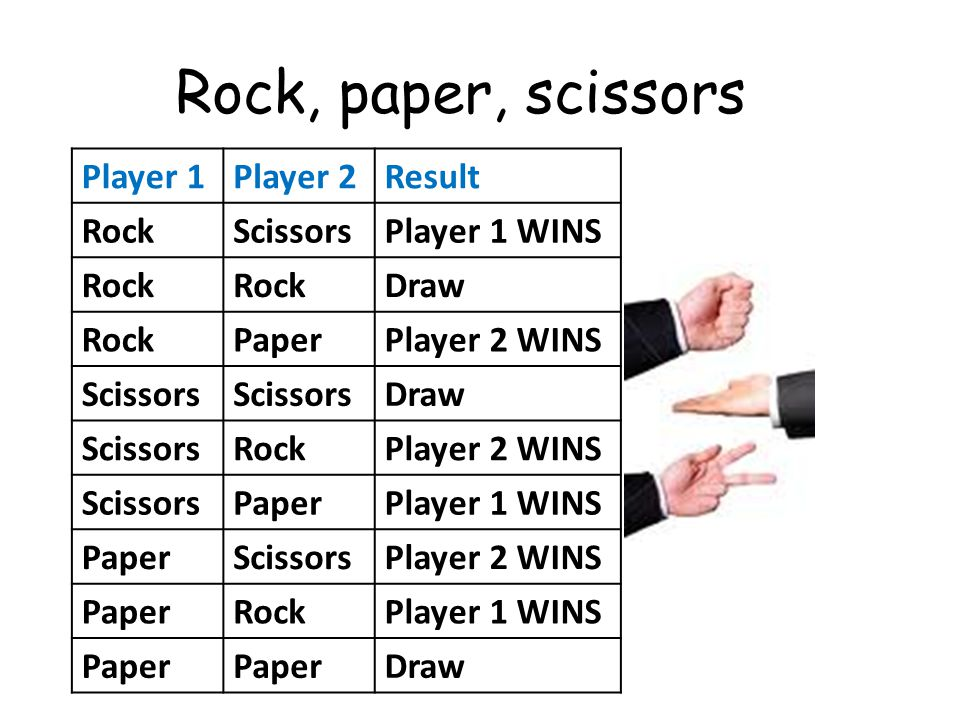 Rock, paper, scissors
Player 1 Player 2 Result
Rock Scissors Player 1 WINS
Rock Rock Draw
Rock Paper Player 2 WINS
Scissors Scissors Draw
Scissors Rock Player 2 WINS
Scissors Paper Player 1 WINS
Paper Scissors Player 2 WINS
Paper Rock Player 1 WINS
Paper Paper Draw